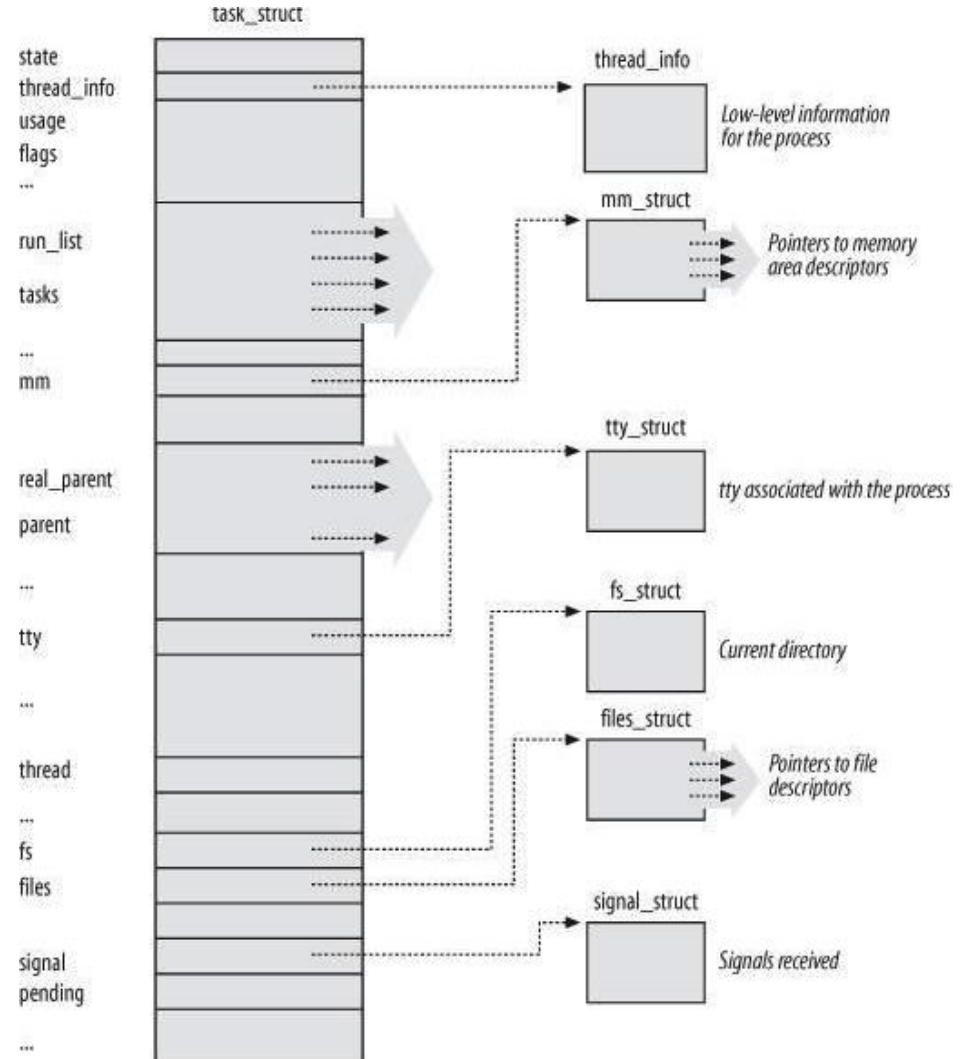 task_struct
state
thread_info
usage
flags
...
run_list
tasks
...
mm
real_parent
parent
...
tty
...
thread
...
fs
files
signal
pending
...
thread_info
Low-level information
for the process
mm_struct
Pointers to memory
area descriptors
tty_struct
tty associated with the process
fs_struct
Current directory
files_struct
Pointers to file
descriptors
signal_struct
Signals received